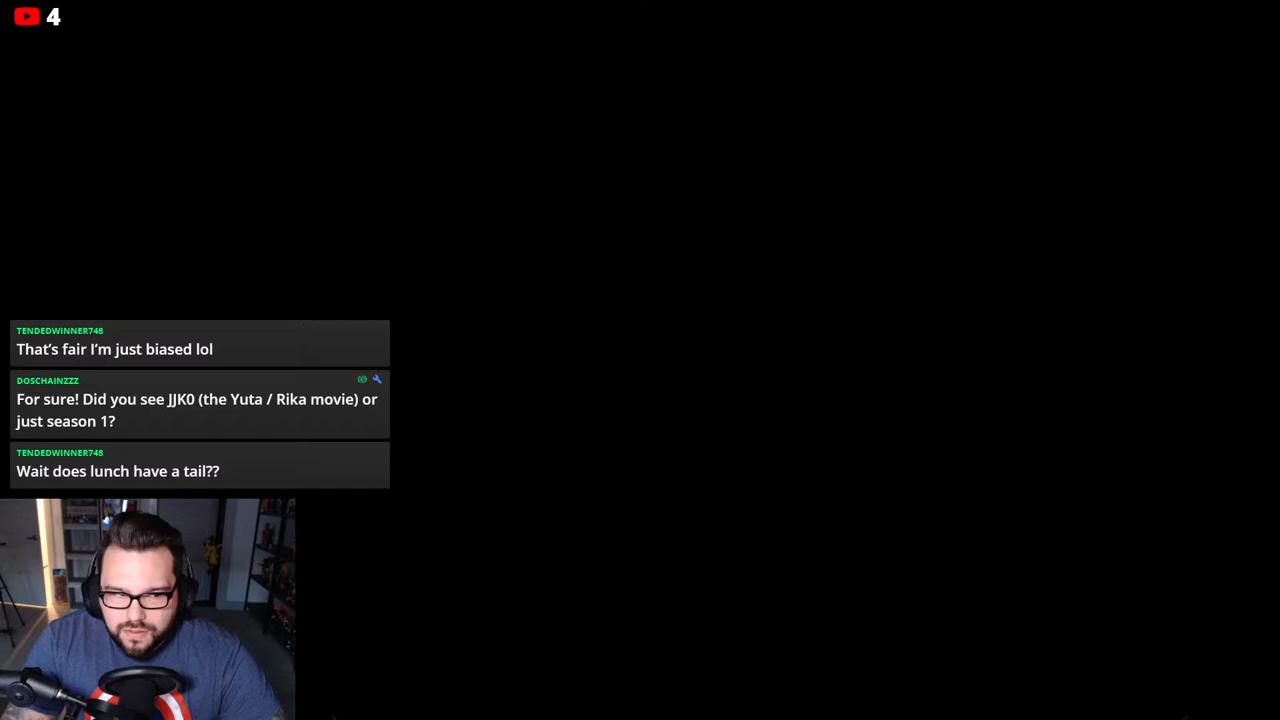 4
TENDEDWINNER748
That’s fair I’m just biased lol
DOSCHAINZZZ
For sure! Did you see JJK0 (the Yuta / Rika movie) or
just season 1?
TENDEDWINNER748
Wait does lunch have a tail??